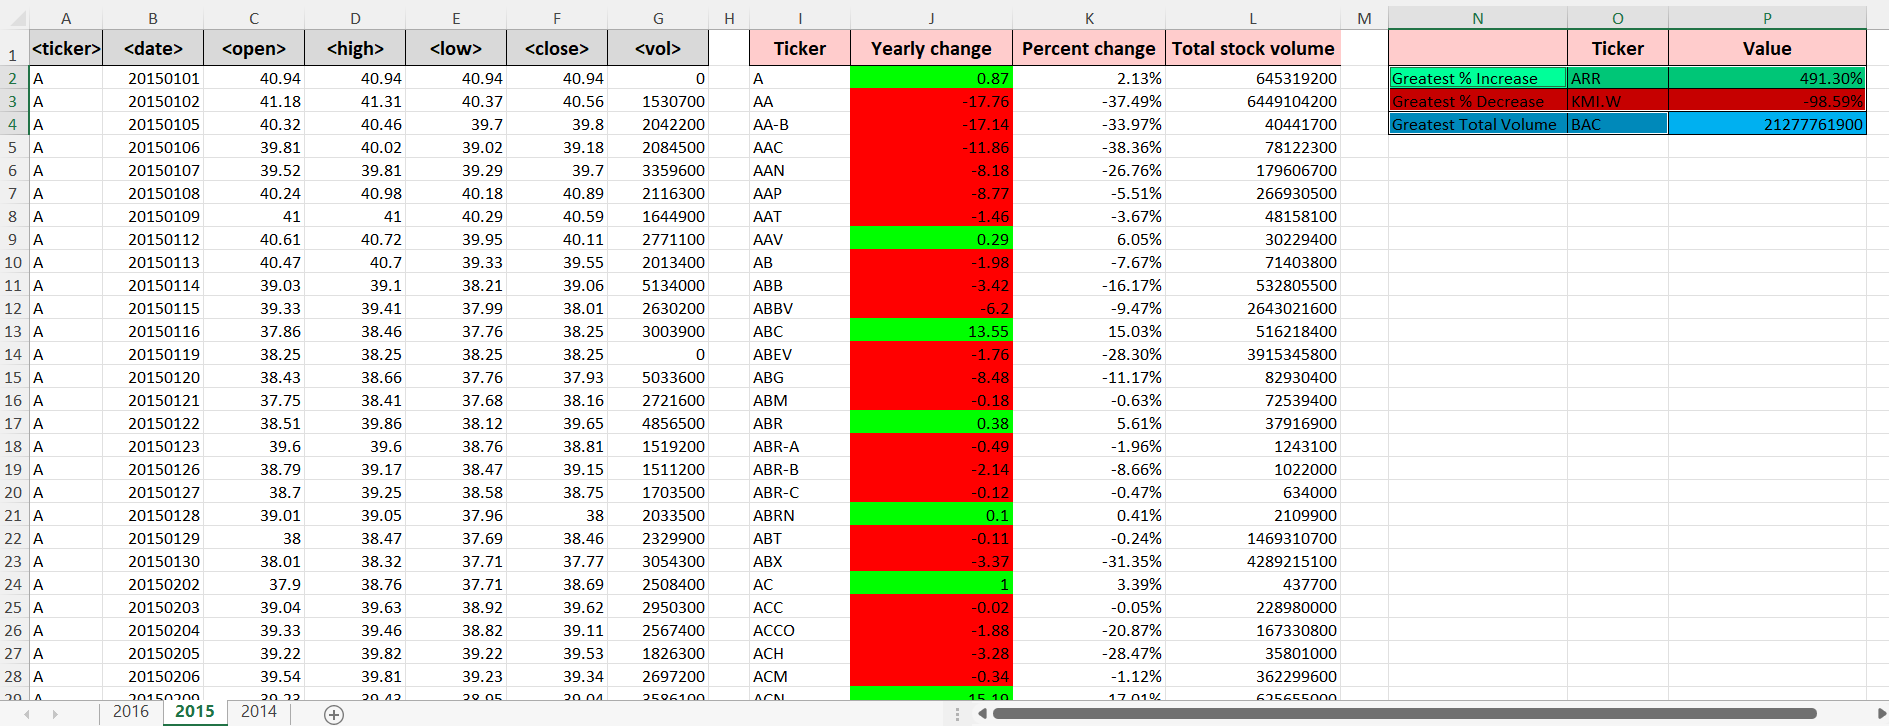 A B C D E F G H I J K L M N O P
1 <ticker> <date> <open> <high> <low> <close> <vol> Ticker Yearly change Percent change Total stock volume Ticker Value
2 A 20150101 40.94 40.94 40.94 40.94 0 A 0.87 2.13% 645319200 Greatest % Increase ARR 491.30%
3 A 20150102 41.18 41.31 40.37 40.56 1530700 AA -17.76 -37.49% 6449104200 Greatest % Decrease KMI.W -98.59%
4 A 20150105 40.32 40.46 39.7 39.8 2042200 AA-B -17.14 -33.97% 40441700 Greatest Total Volume BAC 21277761900
5 A 20150106 39.81 40.02 39.02 39.18 2084500 AAC -11.86 -38.36% 78122300
6 A 20150107 39.52 39.81 39.29 39.7 3359600 AAN -8.18 -26.76% 179606700
7 A 20150108 40.24 40.98 40.18 40.89 2116300 AAP -8.77 -5.51% 266930500
8 A 20150109 41 41 40.29 40.59 1644900 AAT -1.46 -3.67% 48158100
9 A 20150112 40.61 40.72 39.95 40.11 2771100 AAV 0.29 6.05% 30229400
10 A 20150113 40.47 40.7 39.33 39.55 2013400 AB -1.98 -7.67% 71403800
11 A 20150114 39.03 39.1 38.21 39.06 5134000 ABB -3.42 -16.17% 532805500
12 A 20150115 39.33 39.41 37.99 38.01 2630200 ABBV -6.2 -9.47% 2643021600
13 A 20150116 37.86 38.46 37.76 38.25 3003900 ABC 13.55 15.03% 516218400
14 A 20150119 38.25 38.25 38.25 38.25 0 ABEV -1.76 -28.30% 3915345800
15 A 20150120 38.43 38.66 37.76 37.93 5033600 ABG -8.48 -11.17% 82930400
16 A 20150121 37.75 38.41 37.68 38.16 2721600 ABM -0.18 -0.63% 72539400
17 A 20150122 38.51 39.86 38.12 39.65 4856500 ABR 0.38 5.61% 37916900
18 A 20150123 39.6 39.6 38.76 38.81 1519200 ABR-A -0.49 -1.96% 1243100
19 A 20150126 38.79 39.17 38.47 39.15 1511200 ABR-B -2.14 -8.66% 1022000
20 A 20150127 38.7 39.25 38.58 38.75 1703500 ABR-C -0.12 -0.47% 634000
21 A 20150128 39.01 39.05 37.96 38 2033500 ABRN 0.1 0.41% 2109900
22 A 20150129 38 38.47 37.69 38.46 2329900 ABT -0.11 -0.24% 1469310700
23 A 20150130 38.01 38.32 37.71 37.77 3054300 ABX -3.37 -31.35% 4289215100
24 A 20150202 37.9 38.76 37.71 38.69 2508400 AC 1 3.39% 437700
25 A 20150203 39.04 39.63 38.92 39.62 2950300 ACC -0.02 -0.05% 228980000
26 A 20150204 39.33 39.46 38.82 39.11 2567400 ACCO -1.88 -20.87% 167330800
27 A 20150205 39.22 39.82 39.22 39.53 1826300 ACH -3.28 -28.47% 35801000
28 A 20150206 39.54 39.81 39.23 39.34 2697200 ACM -0.34 -1.12% 362299600
29 A 20150209 39.23 39.43 38.95 39.04 3586100 ACN 15.19 17.01% 625655000
2016 2015 2014